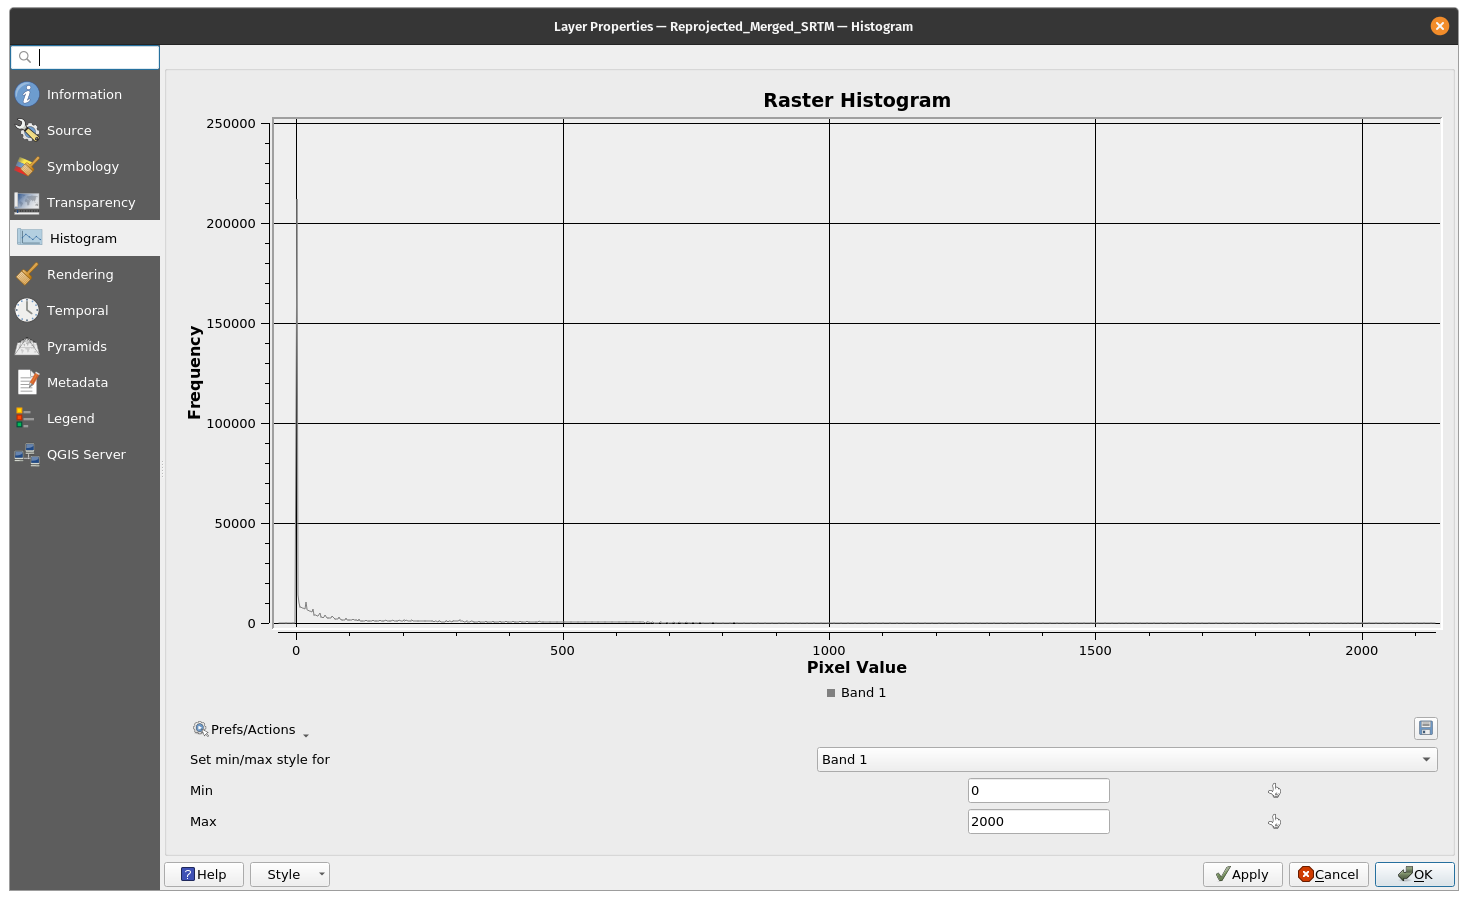 Layer Properties — Reprojected_Merged_SRTM — Histogram
Information
Source
Symbology
Transparency
Histogram
Rendering
Temporal
Pyramids
Metadata
Legend
QGIS Server
Raster Histogram
250000
200000
150000
100000
50000
0
Frequency
0 500 1000 1500 2000
Pixel Value
Band 1
Prefs/Actions
Set min/max style for Band 1
Min 0
Max 2000
Help Style Apply Cancel OK